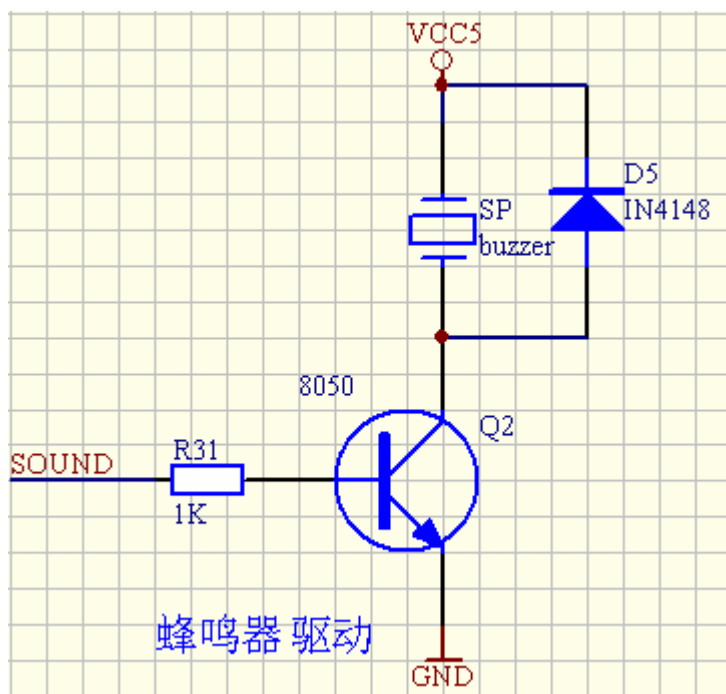 VCC5
D5
IN4148
SP
buzzer
8050
Q2
R31
SOUND
1K
蜂鸣器 驱动
GND